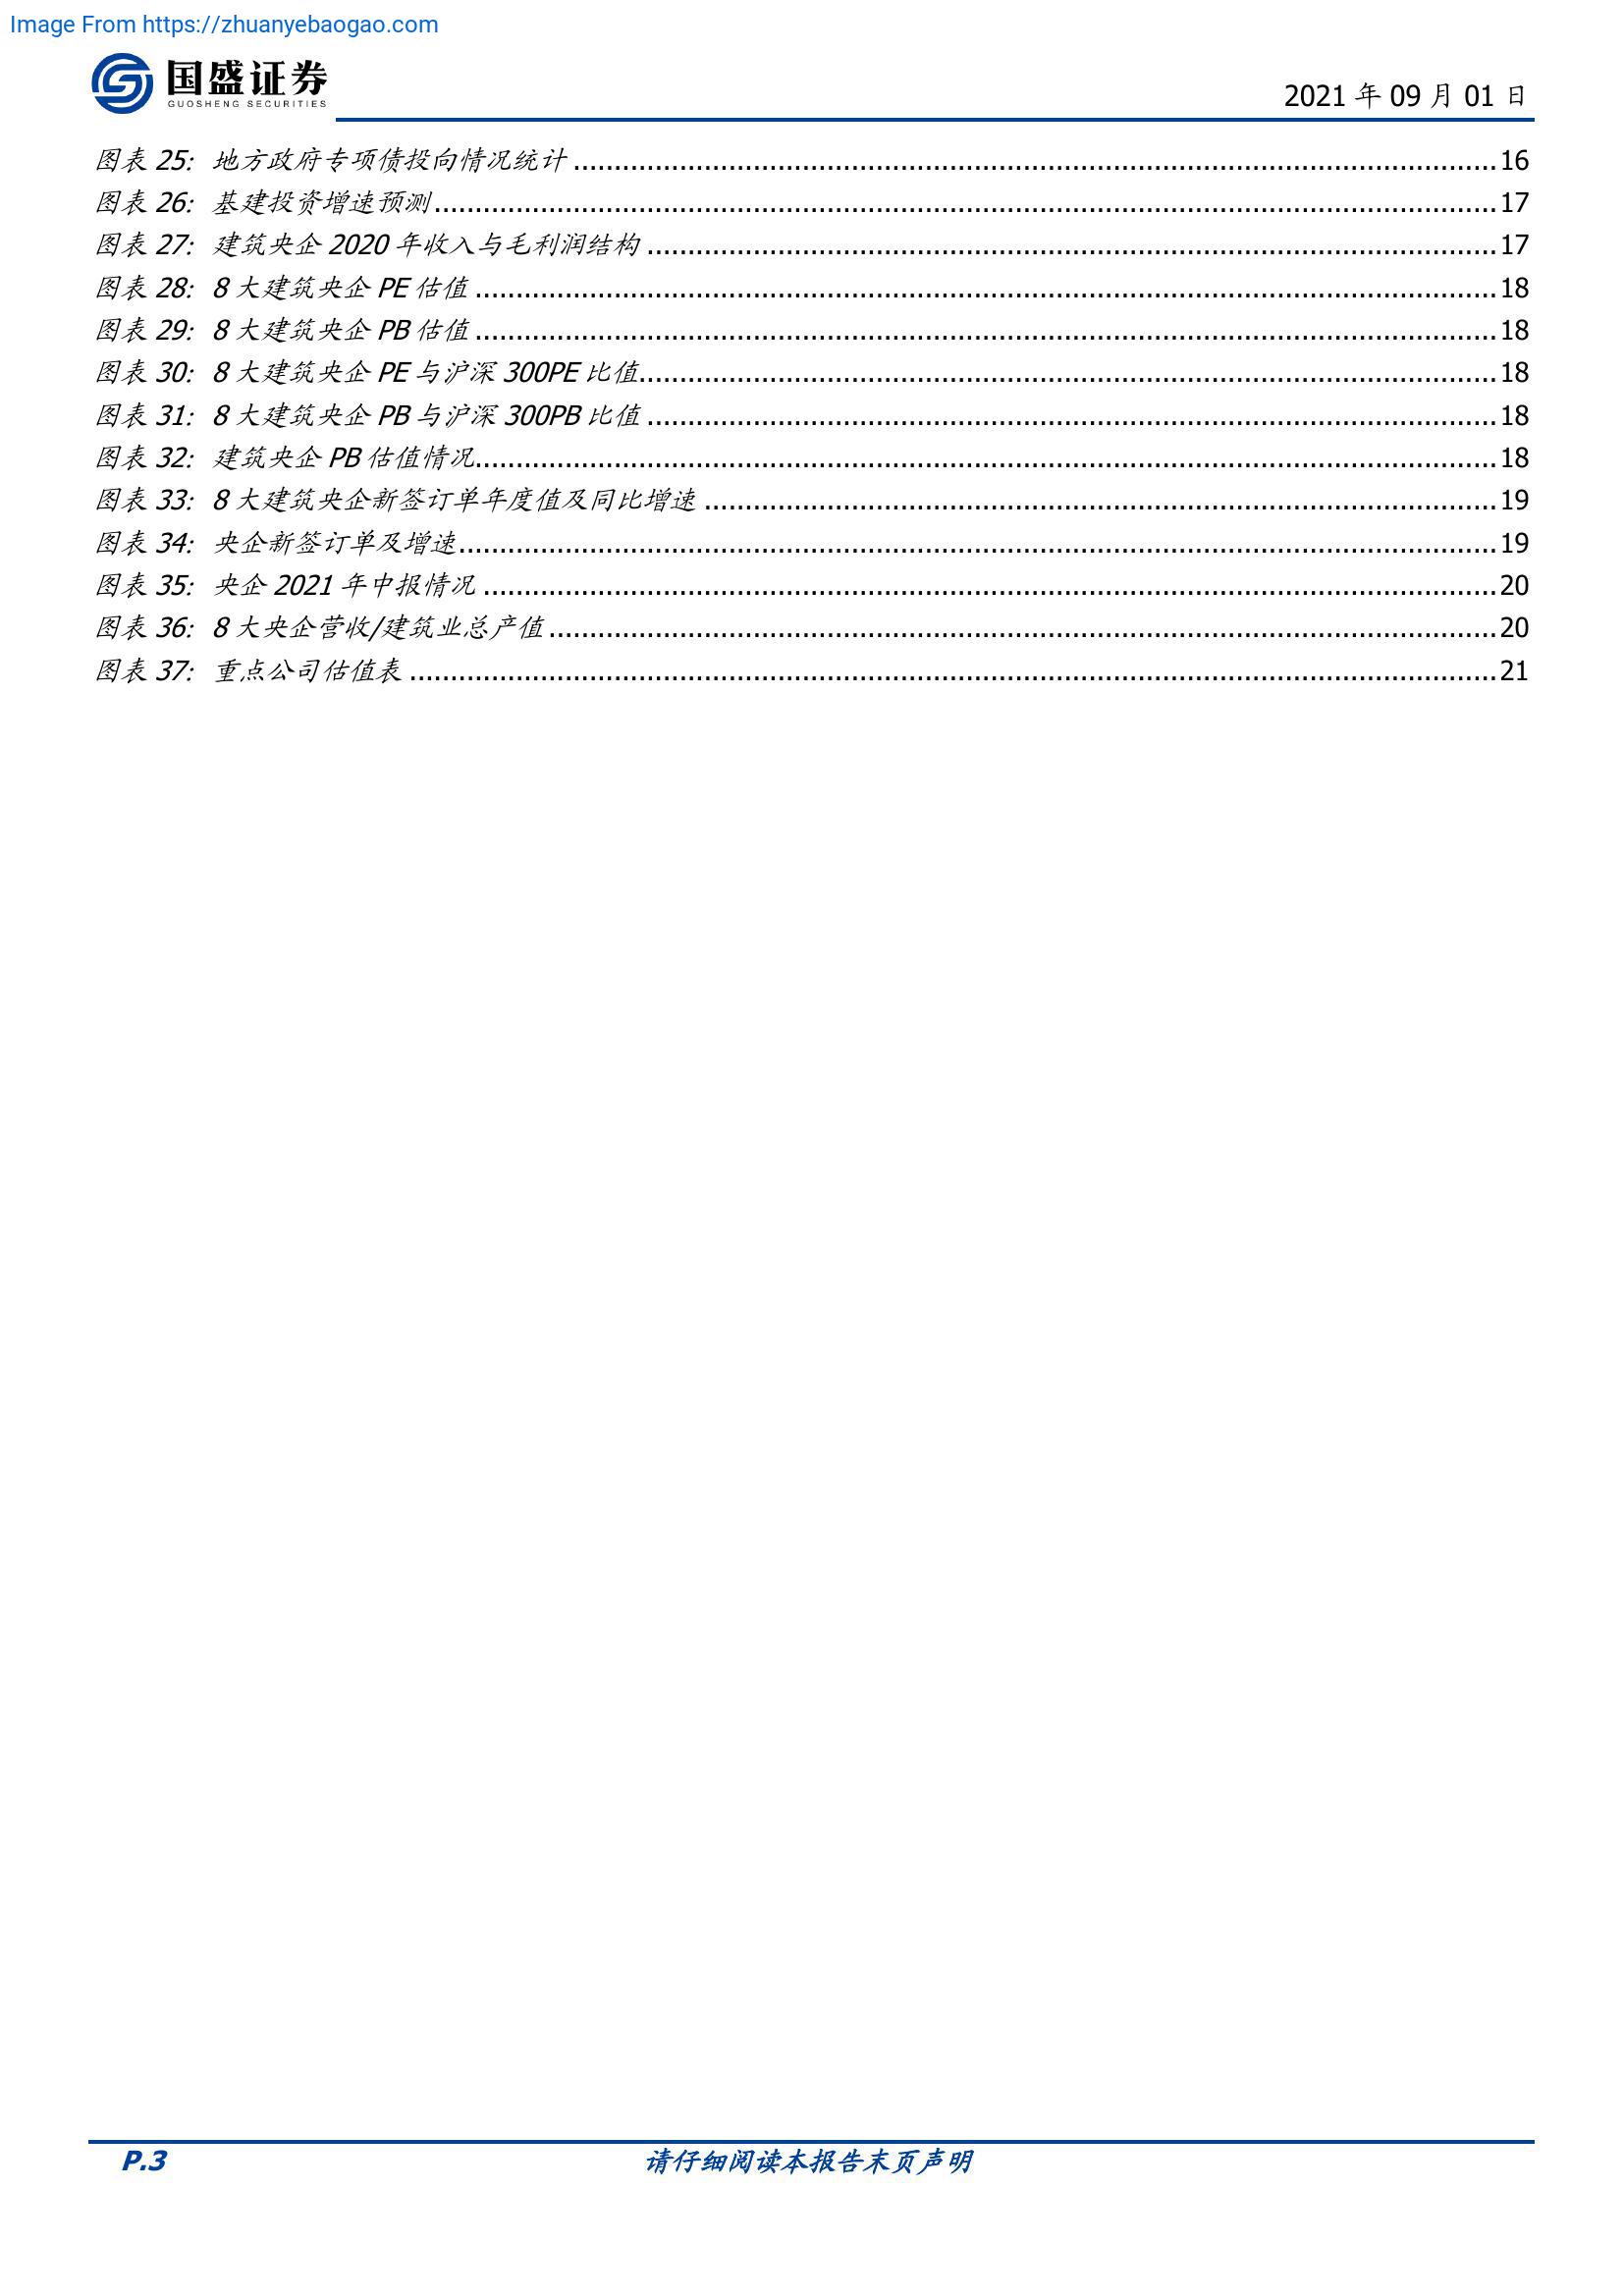 Image From https://zhuanyebaogao.com
国盛证券
GUOSHENG SECURITIES
2021 年 09 月 01 日
图表 25: 地方政府专项债投向情况统计 ........ 16
图表 26: 基建投资增速预测 ........ 17
图表 27: 建筑央企 2020 年收入与毛利润结构 ........ 17
图表 28: 8 大建筑央企 PE 估值 ........ 18
图表 29: 8 大建筑央企 PB 估值 ........ 18
图表 30: 8 大建筑央企 PE 与沪深 300PE 比值 ........ 18
图表 31: 8 大建筑央企 PB 与沪深 300PB 比值 ........ 18
图表 32: 建筑央企 PB 估值情况 ........ 18
图表 33: 8 大建筑央企新签订单年度值及同比增速 ........ 19
图表 34: 央企新签订单及增速 ........ 19
图表 35: 央企 2021 年中报情况 ........ 20
图表 36: 8 大央企营收/建筑业总产值 ........ 20
图表 37: 重点公司估值表 ........ 21
P.3
请仔细阅读本报告末页声明